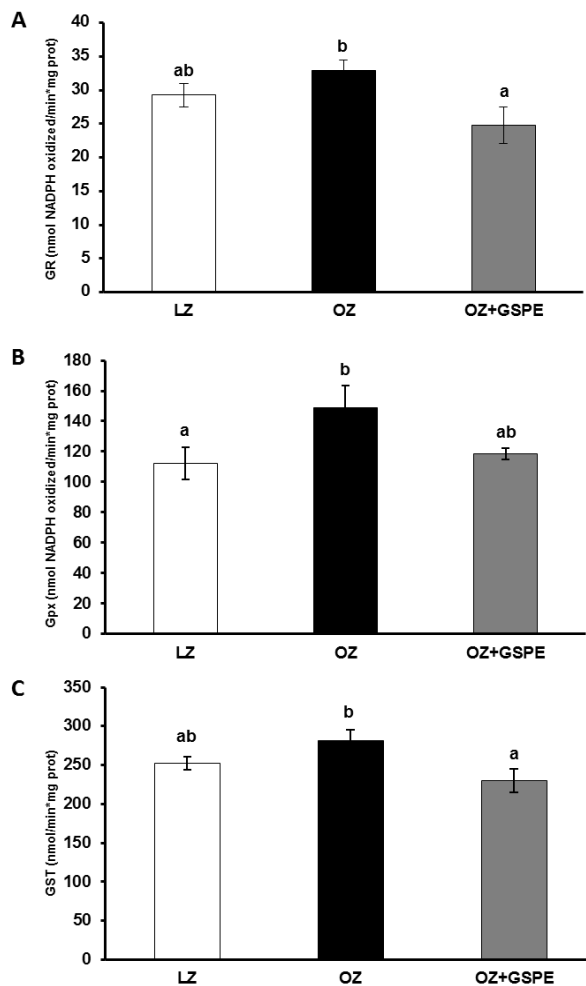 A
GR (nmol NADPH oxidized/min*mg prot)
40
35
30
25
20
15
10
5
0
ab
b
a
LZ
OZ
OZ+GSPE
B
Gpx (nmol NADPH oxidized/min*mg prot)
180
160
140
120
100
80
60
40
20
0
a
b
ab
LZ
OZ
OZ+GSPE
C
GST (nmol/min*mg prot)
350
300
250
200
150
100
50
0
ab
b
a
LZ
OZ
OZ+GSPE